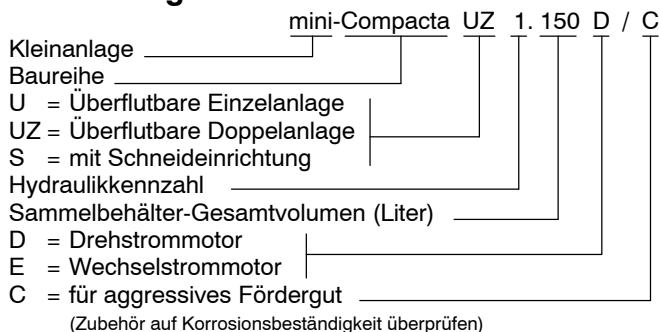 mini-Compacta UZ 1. 150 D / C
Kleinanlage
Baureihe
U = Überflutbare Einzelanlage
UZ = Überflutbare Doppelanlage
S = mit Schneideinrichtung
Hydraulikkennzahl
Sammelbehälter-Gesamtvolumen (Liter)
D = Drehstrommotor
E = Wechselstrommotor
C = für aggressives Fördergut
(Zubehör auf Korrosionsbeständigkeit überprüfen)